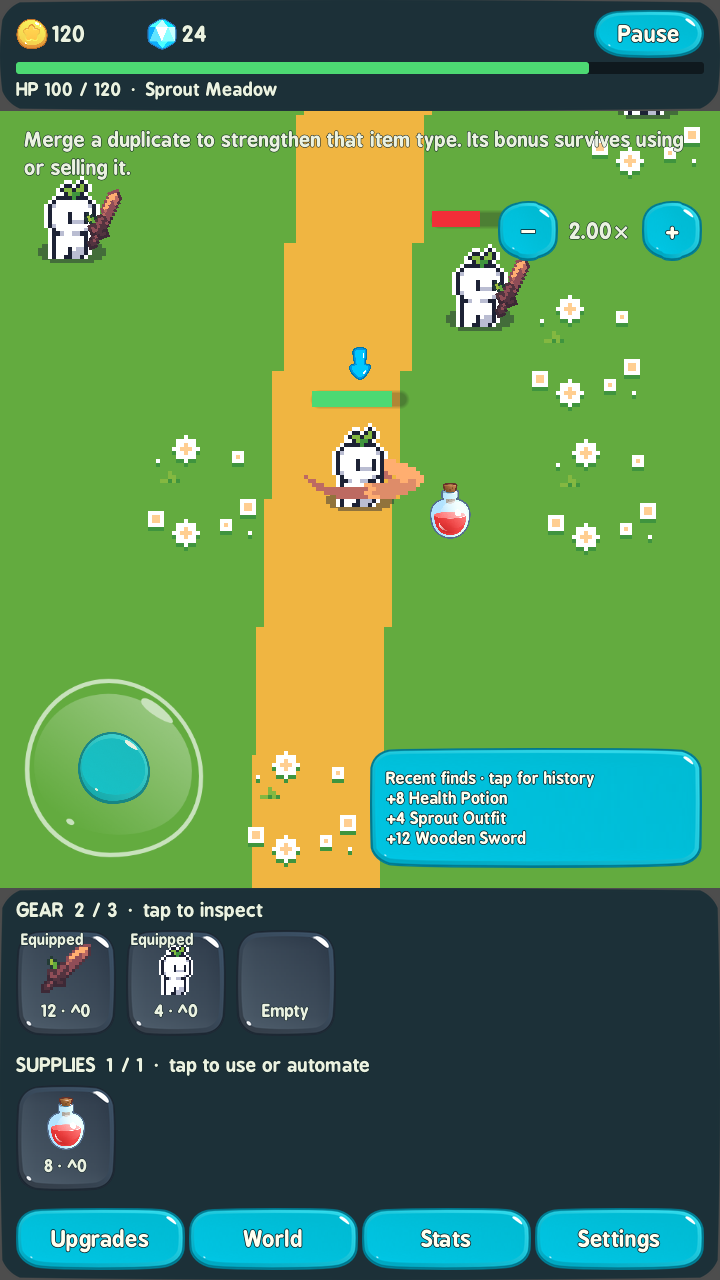 120
24
Pause
HP 100 / 120 · Sprout Meadow
Merge a duplicate to strengthen that item type. Its bonus survives using
or selling it.
−
2.00×
+
Recent finds · tap for history
+8 Health Potion
+4 Sprout Outfit
+12 Wooden Sword
GEAR 2 / 3 · tap to inspect
Equipped
Equipped
12 · ^0
4 · ^0
Empty
SUPPLIES 1 / 1 · tap to use or automate
8 · ^0
Upgrades
World
Stats
Settings